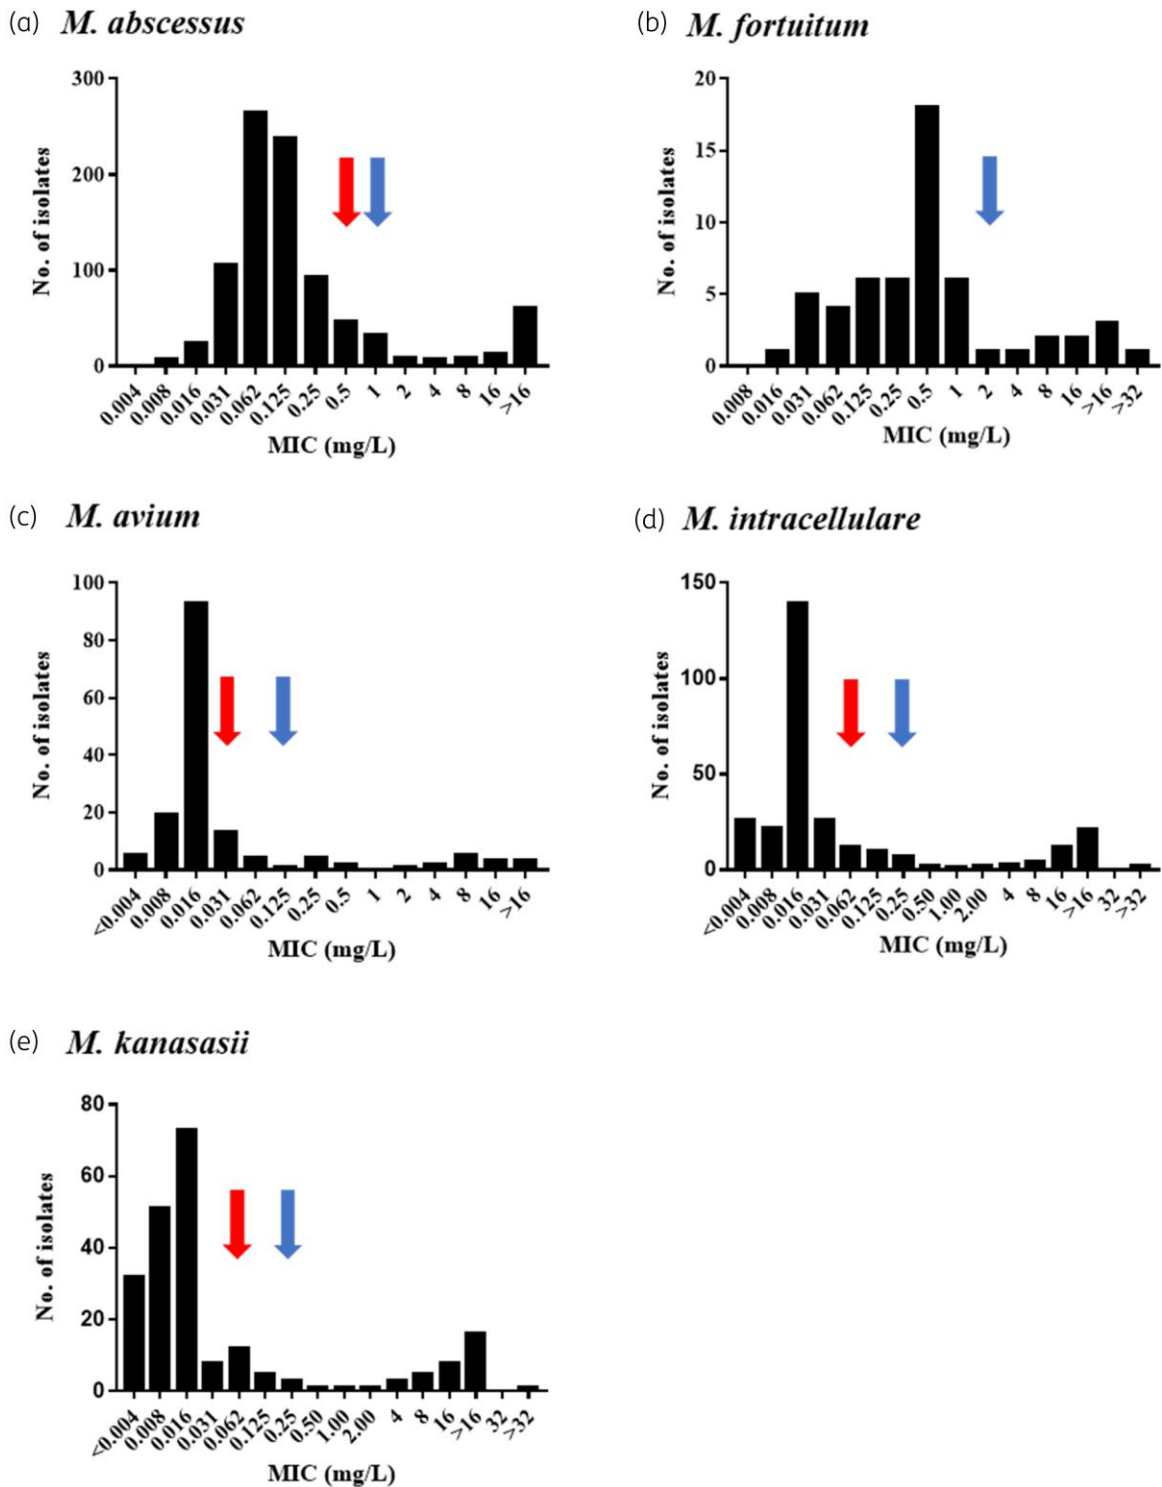 (a) M. abscessus
300
200
100
0
No. of isolates
0.004 0.008 0.016 0.031 0.062 0.125 0.25 0.5 1 2 4 8 16 >16
MIC (mg/L)
(b) M. fortuitum
20
15
10
5
0
No. of isolates
0.008 0.016 0.031 0.062 0.125 0.25 0.5 1 2 4 8 16 >16 >32
MIC (mg/L)
(c) M. avium
100
80
60
40
20
0
No. of isolates
<0.004 0.008 0.016 0.031 0.062 0.125 0.25 0.5 1 2 4 8 16 >16
MIC (mg/L)
(d) M. intracellulare
150
100
50
0
No. of isolates
<0.004 0.008 0.016 0.031 0.062 0.125 0.25 0.50 1.00 2.00 4 8 16 >16 32 >32
MIC (mg/L)
(e) M. kanasasii
80
60
40
20
0
No. of isolates
<0.004 0.008 0.016 0.031 0.062 0.125 0.25 0.50 1.00 2.00 4 8 16 >16 32 >32
MIC (mg/L)